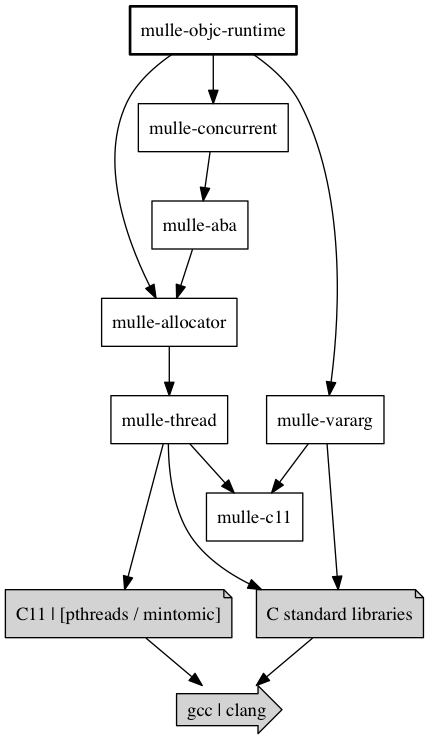 mulle-objc-runtime
mulle-concurrent
mulle-aba
mulle-allocator
mulle-thread
mulle-vararg
mulle-c11
C11 | [pthreads / mintomic]
C standard libraries
gcc | clang